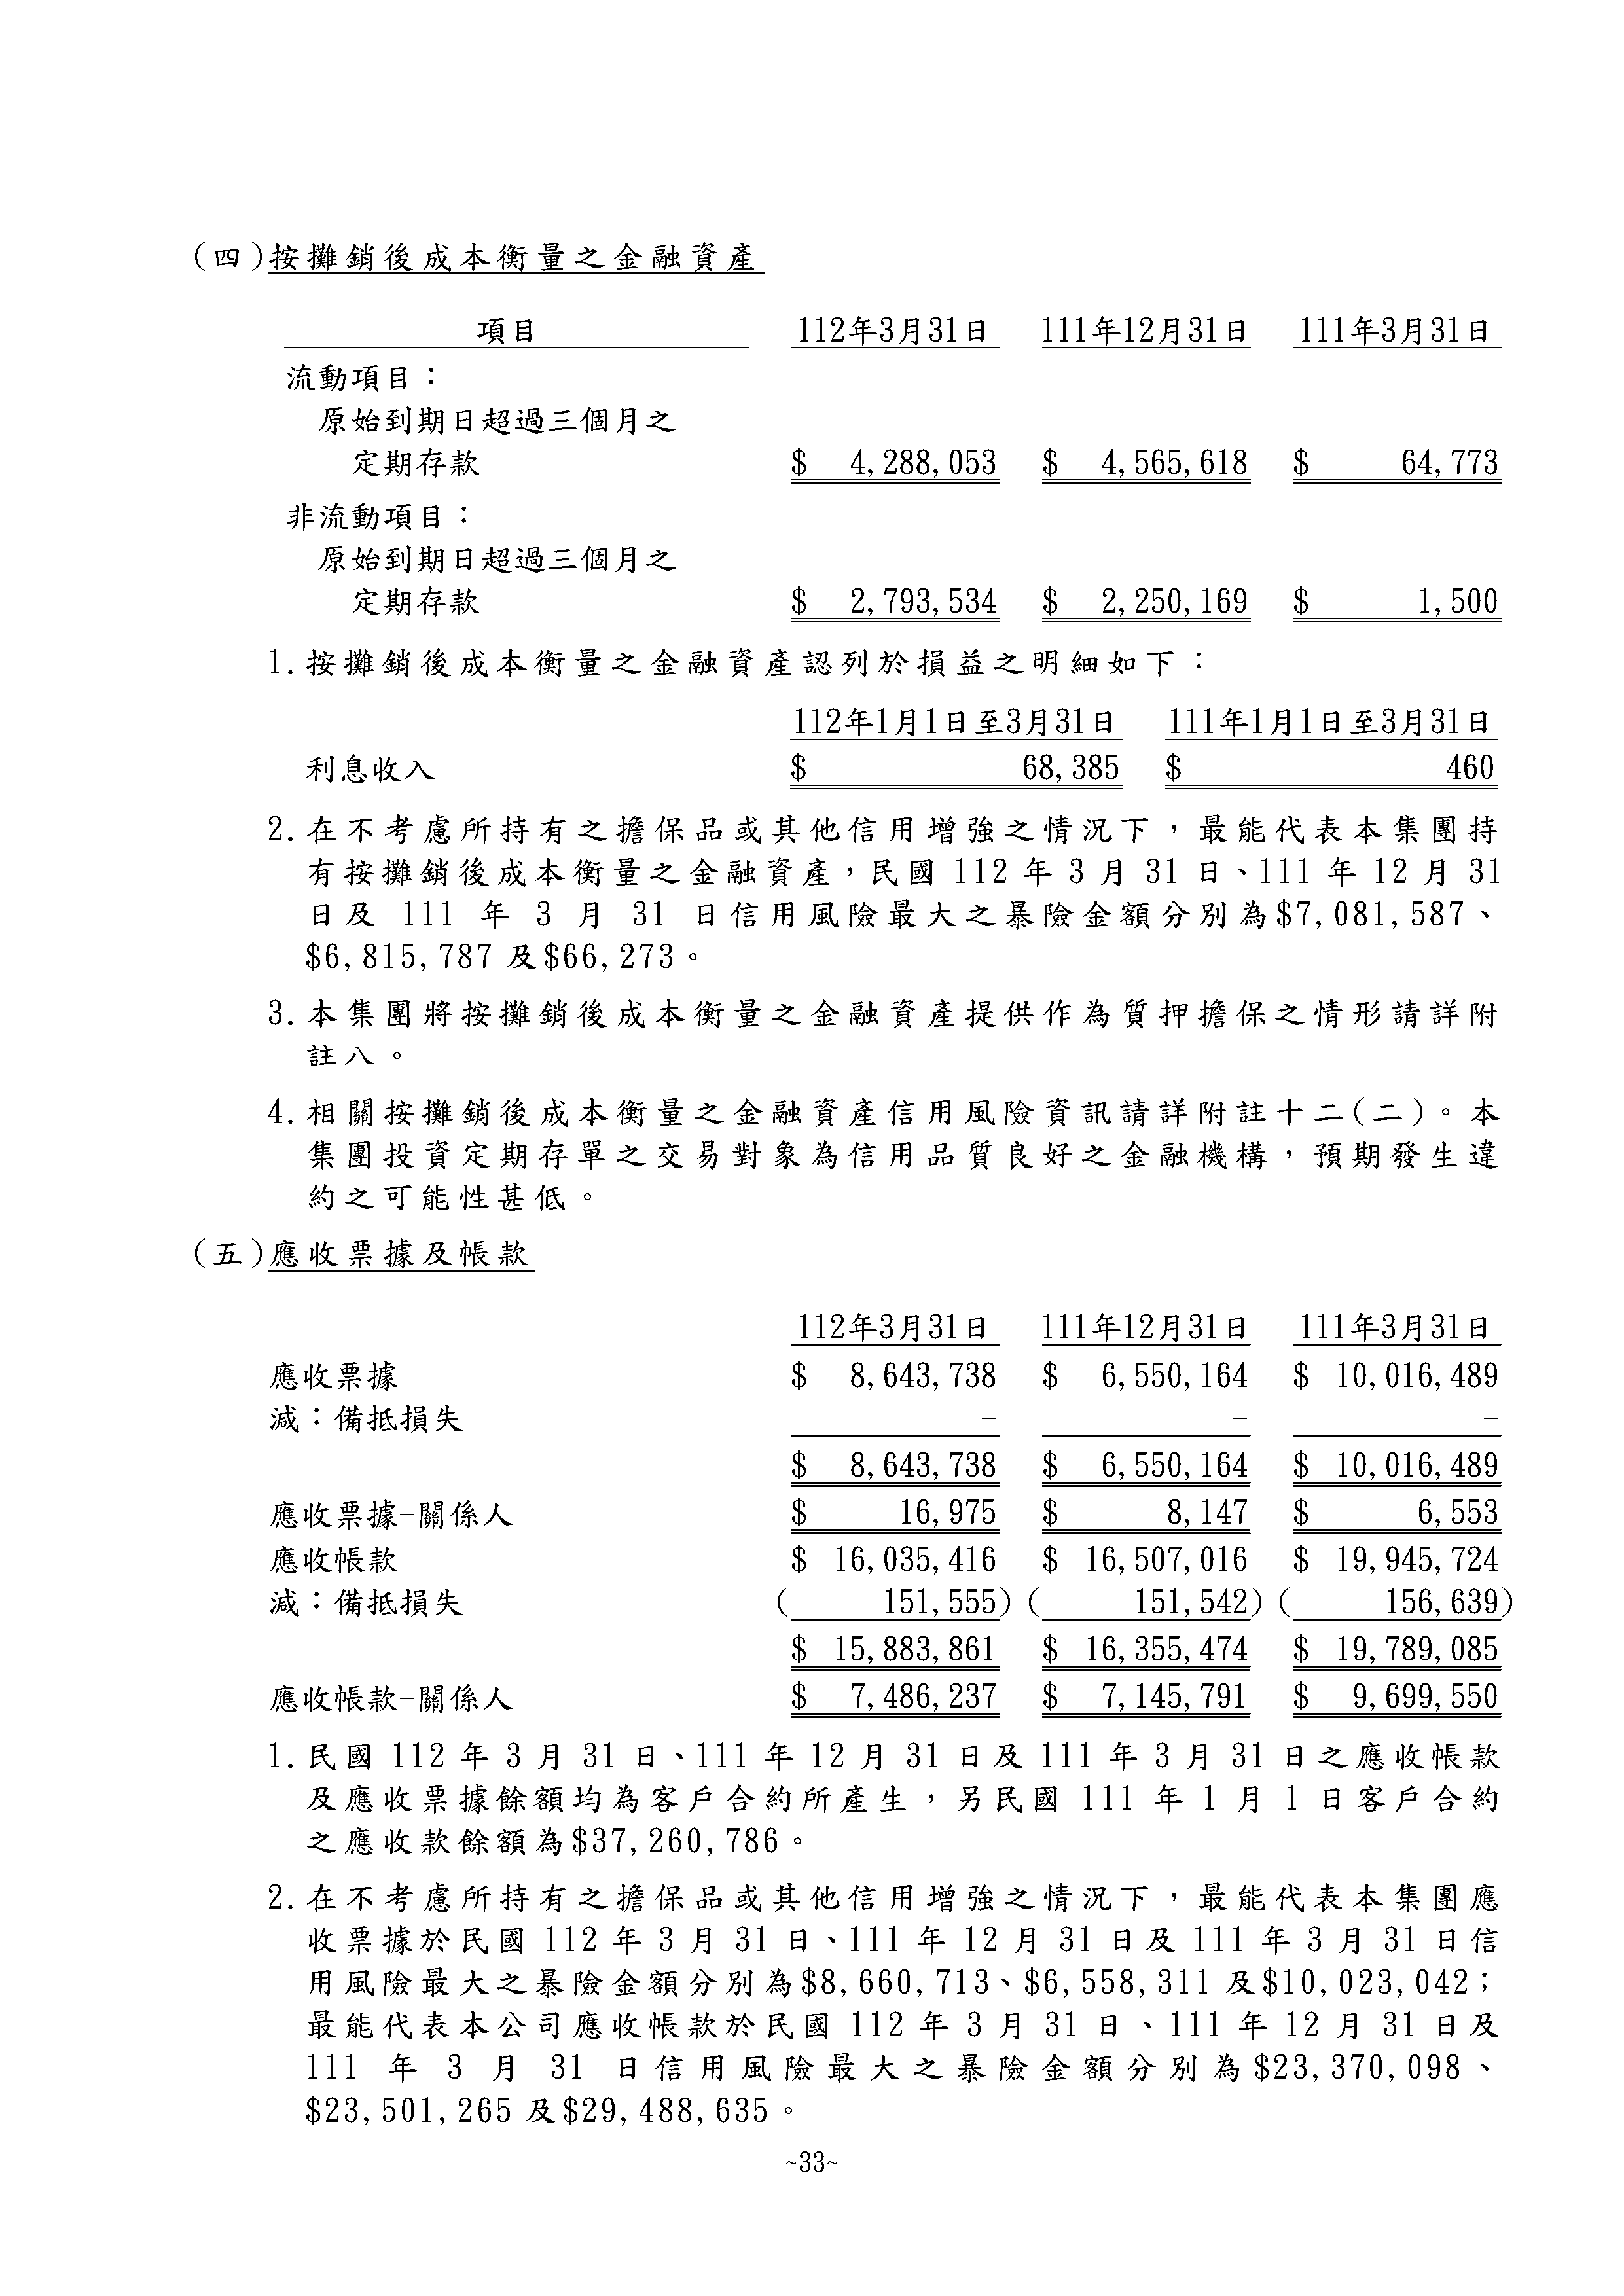 (四)按攤銷後成本衡量之金融資產
項目 112年3月31日 111年12月31日 111年3月31日
流動項目：
原始到期日超過三個月之
定期存款 $ 4,288,053 $ 4,565,618 $ 64,773
非流動項目：
原始到期日超過三個月之
定期存款 $ 2,793,534 $ 2,250,169 $ 1,500
1.按攤銷後成本衡量之金融資產認列於損益之明細如下：
112年1月1日至3月31日 111年1月1日至3月31日
利息收入 $ 68,385 $ 460
2.在不考慮所持有之擔保品或其他信用增強之情況下，最能代表本集團持
有按攤銷後成本衡量之金融資產，民國 112 年 3 月 31 日、111 年 12 月 31
日及 111 年 3 月 31 日信用風險最大之暴險金額分別為$7,081,587、
$6,815,787 及$66,273。
3.本集團將按攤銷後成本衡量之金融資產提供作為質押擔保之情形請詳附
註八。
4.相關按攤銷後成本衡量之金融資產信用風險資訊請詳附註十二(二)。本
集團投資定期存單之交易對象為信用品質良好之金融機構，預期發生違
約之可能性甚低。
(五)應收票據及帳款
112年3月31日 111年12月31日 111年3月31日
應收票據 $ 8,643,738 $ 6,550,164 $ 10,016,489
減：備抵損失 - - -
$ 8,643,738 $ 6,550,164 $ 10,016,489
應收票據-關係人 $ 16,975 $ 8,147 $ 6,553
應收帳款 $ 16,035,416 $ 16,507,016 $ 19,945,724
減：備抵損失 ( 151,555) ( 151,542) ( 156,639)
$ 15,883,861 $ 16,355,474 $ 19,789,085
應收帳款-關係人 $ 7,486,237 $ 7,145,791 $ 9,699,550
1.民國 112 年 3 月 31 日、111 年 12 月 31 日及 111 年 3 月 31 日之應收帳款
及應收票據餘額均為客戶合約所產生，另民國 111 年 1 月 1 日客戶合約
之應收款餘額為$37,260,786。
2.在不考慮所持有之擔保品或其他信用增強之情況下，最能代表本集團應
收票據於民國 112 年 3 月 31 日、111 年 12 月 31 日及 111 年 3 月 31 日信
用風險最大之暴險金額分別為$8,660,713、$6,558,311 及$10,023,042；
最能代表本公司應收帳款於民國 112 年 3 月 31 日、111 年 12 月 31 日及
111 年 3 月 31 日信用風險最大之暴險金額分別為$23,370,098、
$23,501,265 及$29,488,635。
~33~